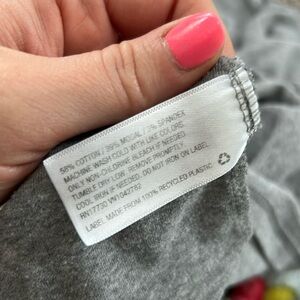 58% COTTON / 39% MODAL / 3% SPANDEX
MACHINE WASH COLD WITH LIKE COLORS
ONLY NON-CHLORINE BLEACH IF NEEDED
TUMBLE DRY LOW. REMOVE PROMPTLY.
COOL IRON IF NEEDED. DO NOT IRON ON LABEL
RN17730 VN1042782
LABEL MADE FROM 100% RECYCLED PLASTIC